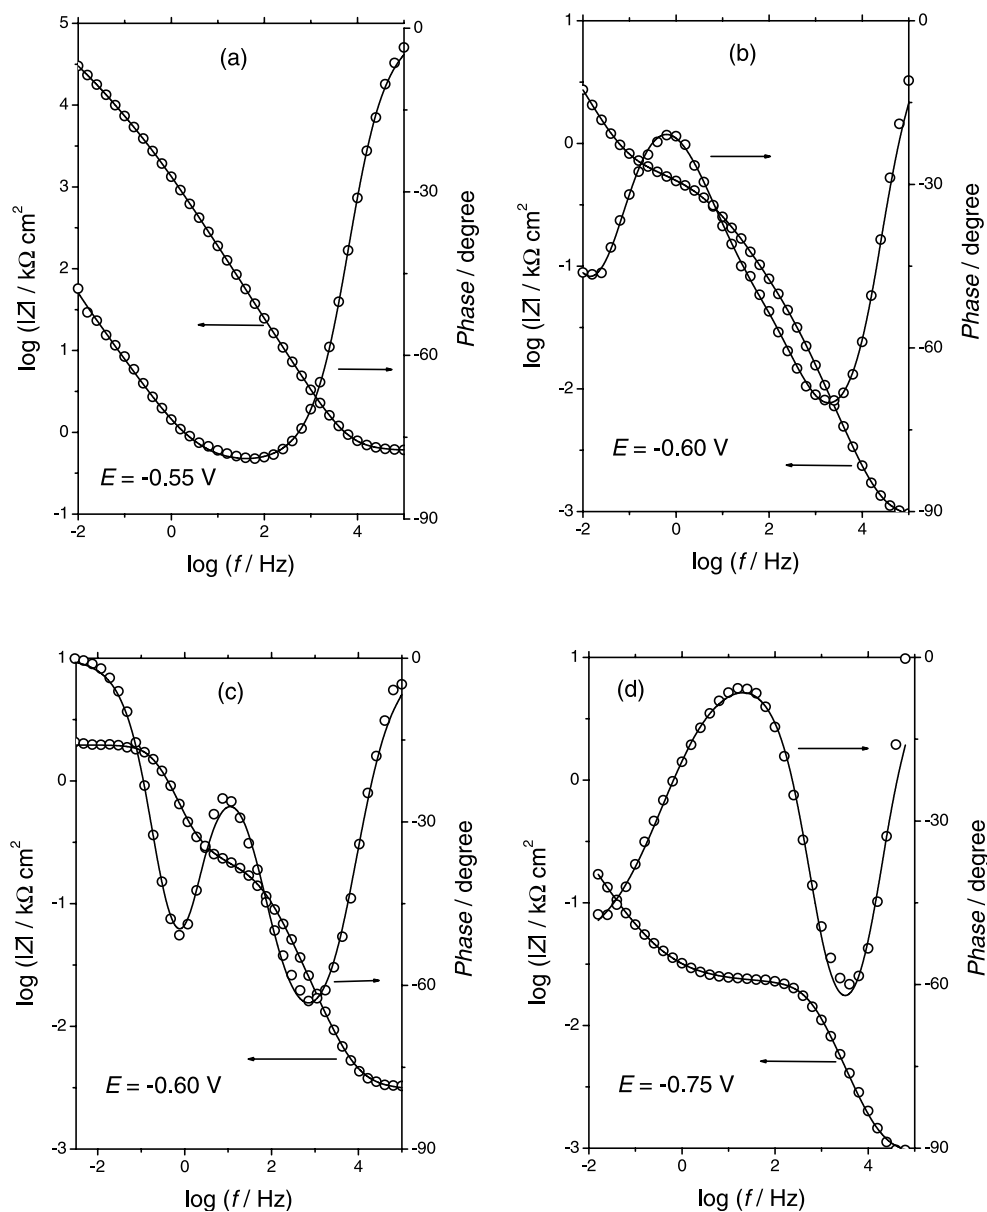 (a)
5
4
3
2
1
0
-1
log (|Z| / kΩ cm²
0
-30
-60
-90
Phase / degree
E = -0.55 V
-2 0 2 4
log (f / Hz)
(b)
1
0
-1
-2
-3
log (|Z| / kΩ cm²
0
-30
-60
-90
Phase / degree
E = -0.60 V
-2 0 2 4
log (f / Hz)
(c)
1
0
-1
-2
-3
log (|Z| / kΩ cm²
0
-30
-60
-90
Phase / degree
E = -0.60 V
-2 0 2 4
log (f / Hz)
(d)
1
0
-1
-2
-3
log (|Z| / kΩ cm²
0
-30
-60
-90
Phase / degree
E = -0.75 V
-2 0 2 4
log (f / Hz)